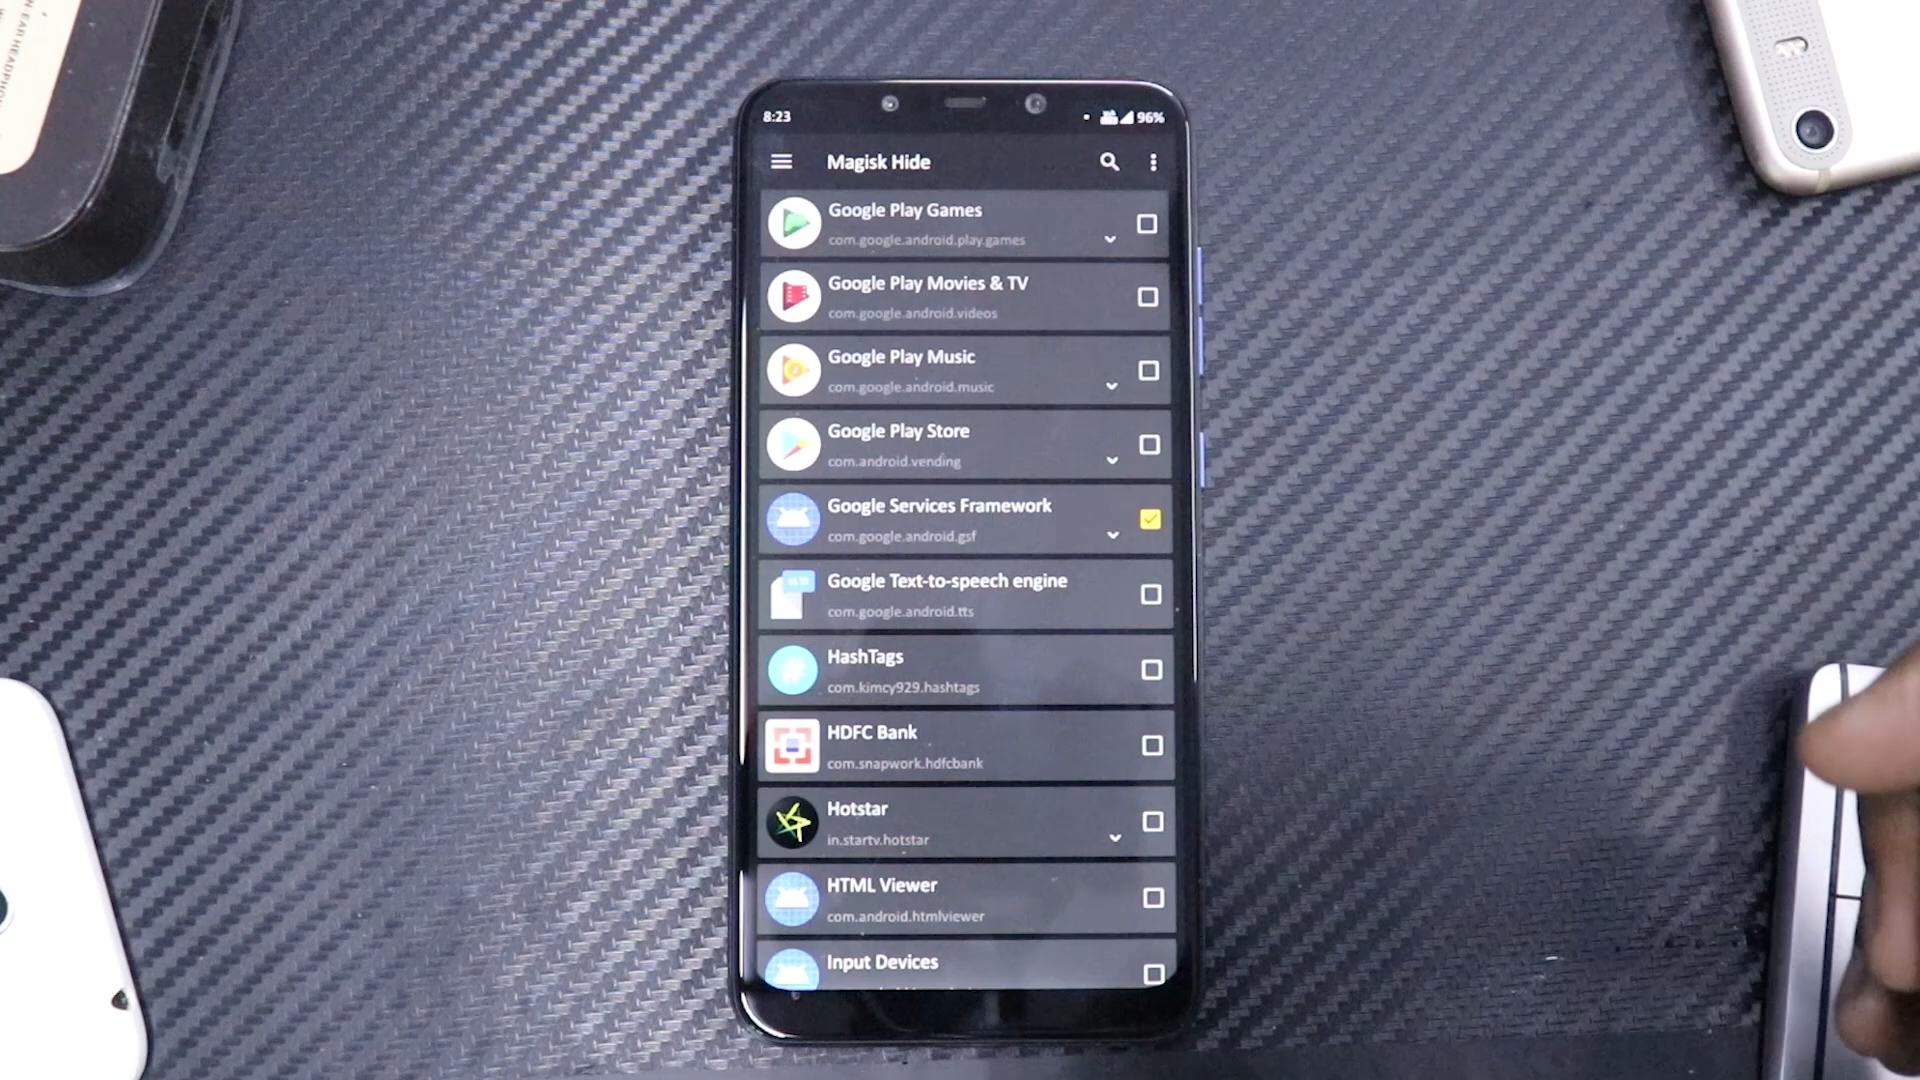 N EAR HEADPHO
8:23
96%
Magisk Hide
Google Play Games
com.google.android.play.games
Google Play Movies & TV
com.google.android.videos
Google Play Music
com.google.android.music
Google Play Store
com.android.vending
Google Services Framework
com.google.android.gsf
Google Text-to-speech engine
com.google.android.tts
#
HashTags
com.kimcy929.hashtags
HDFC Bank
com.snapwork.hdfcbank
Hotstar
in.startv.hotstar
HTML Viewer
com.android.htmlviewer
Input Devices